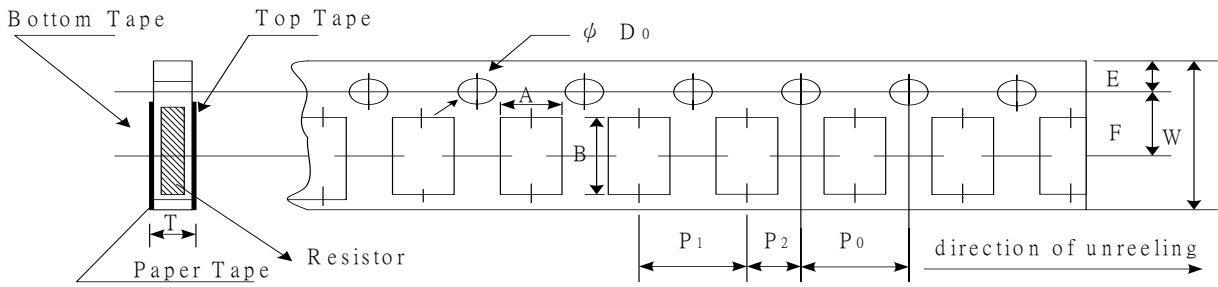 Bottom Tape
Top Tape
φ D0
E
A
F
W
B
T
P1
P2
P0
direction of unreeling
Resistor
Paper Tape